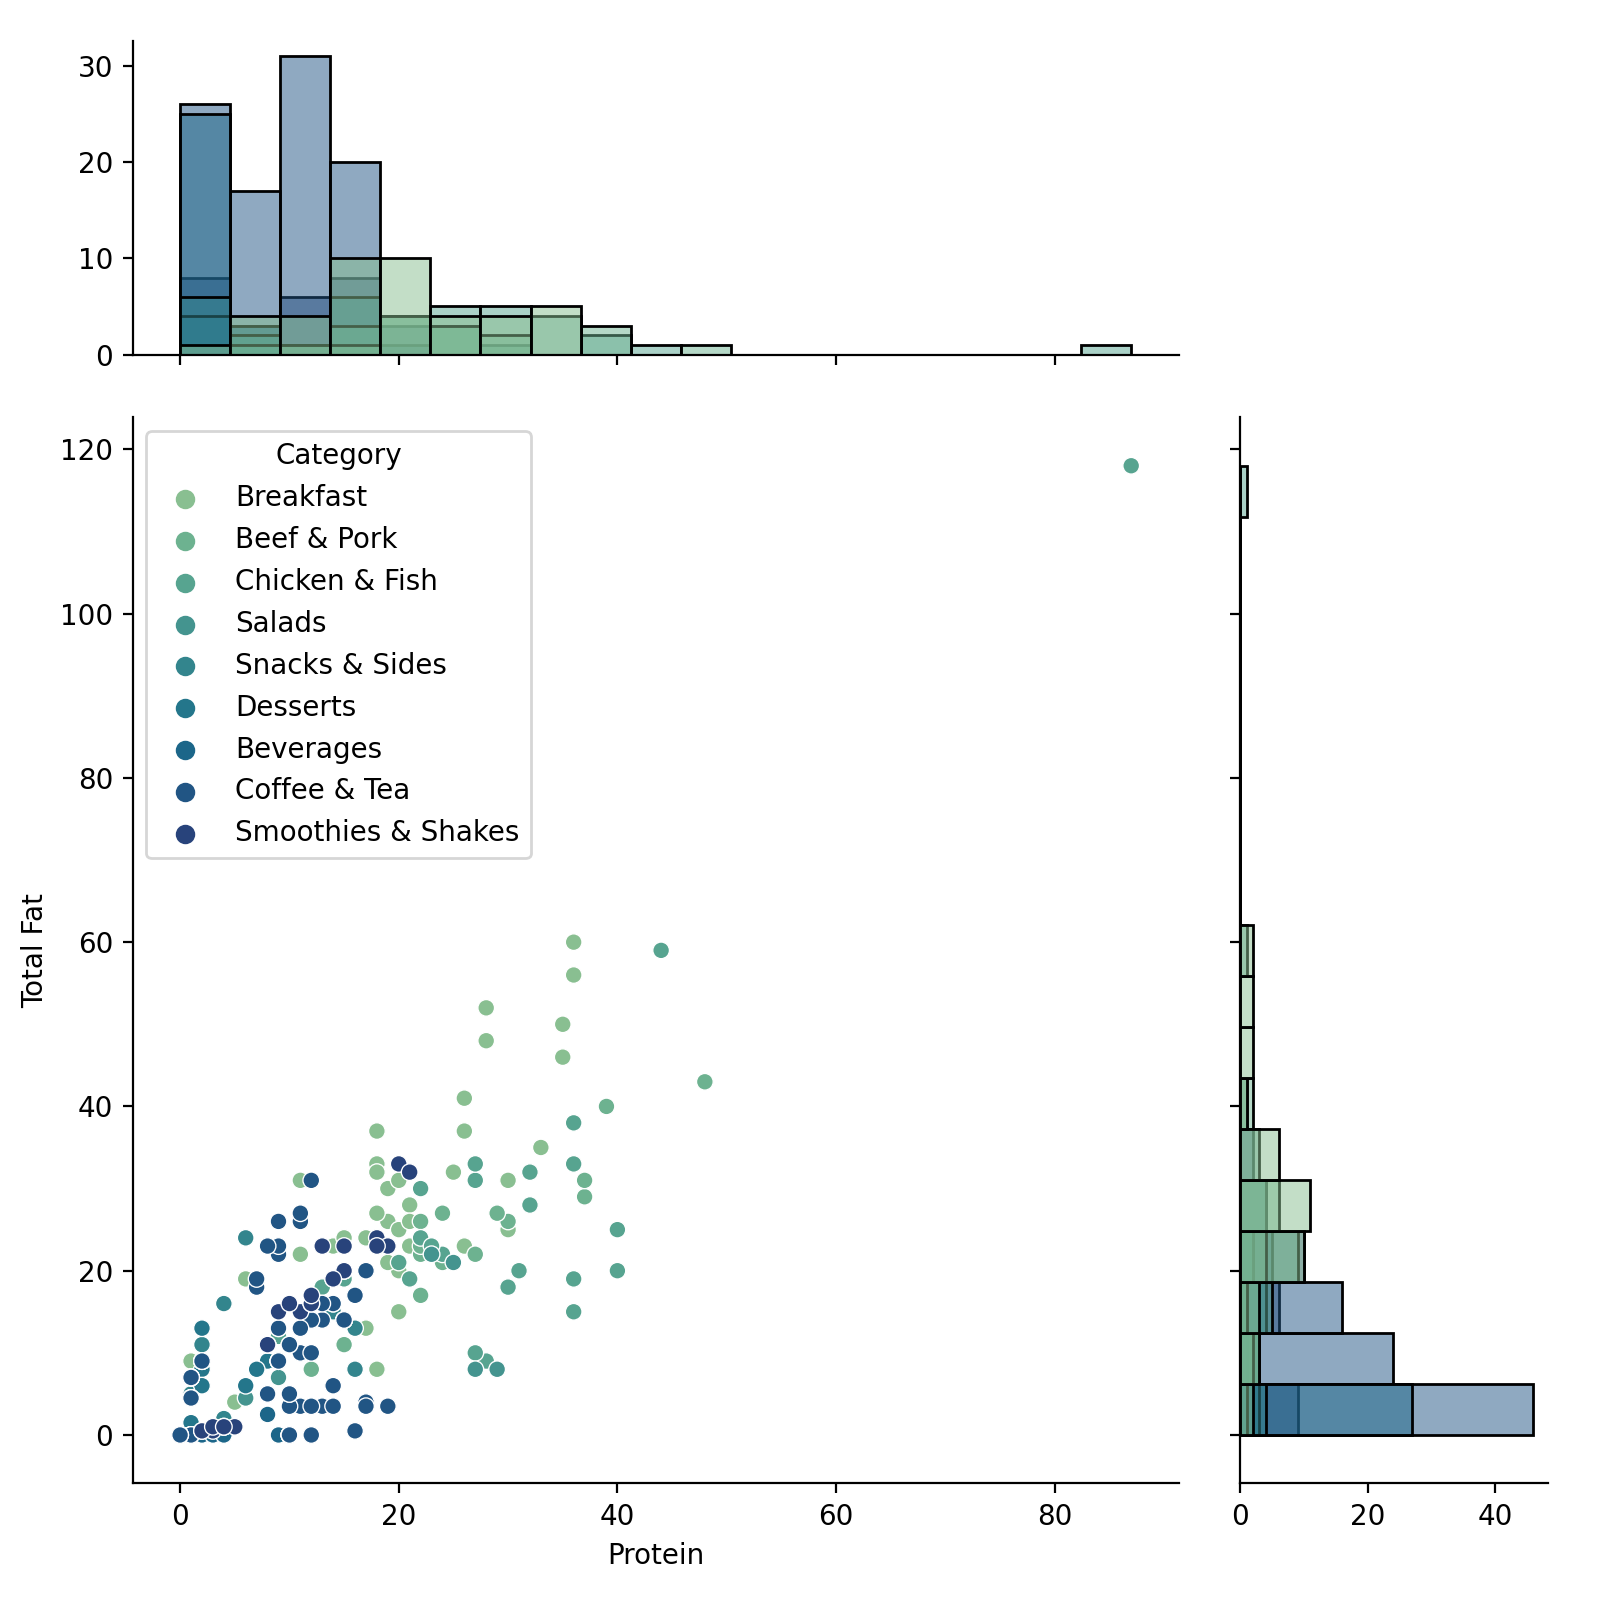 30
20
10
0
120
100
80
60
40
20
0
Total Fat
Category
Breakfast
Beef & Pork
Chicken & Fish
Salads
Snacks & Sides
Desserts
Beverages
Coffee & Tea
Smoothies & Shakes
0 20 40 60 80
Protein
0 20 40